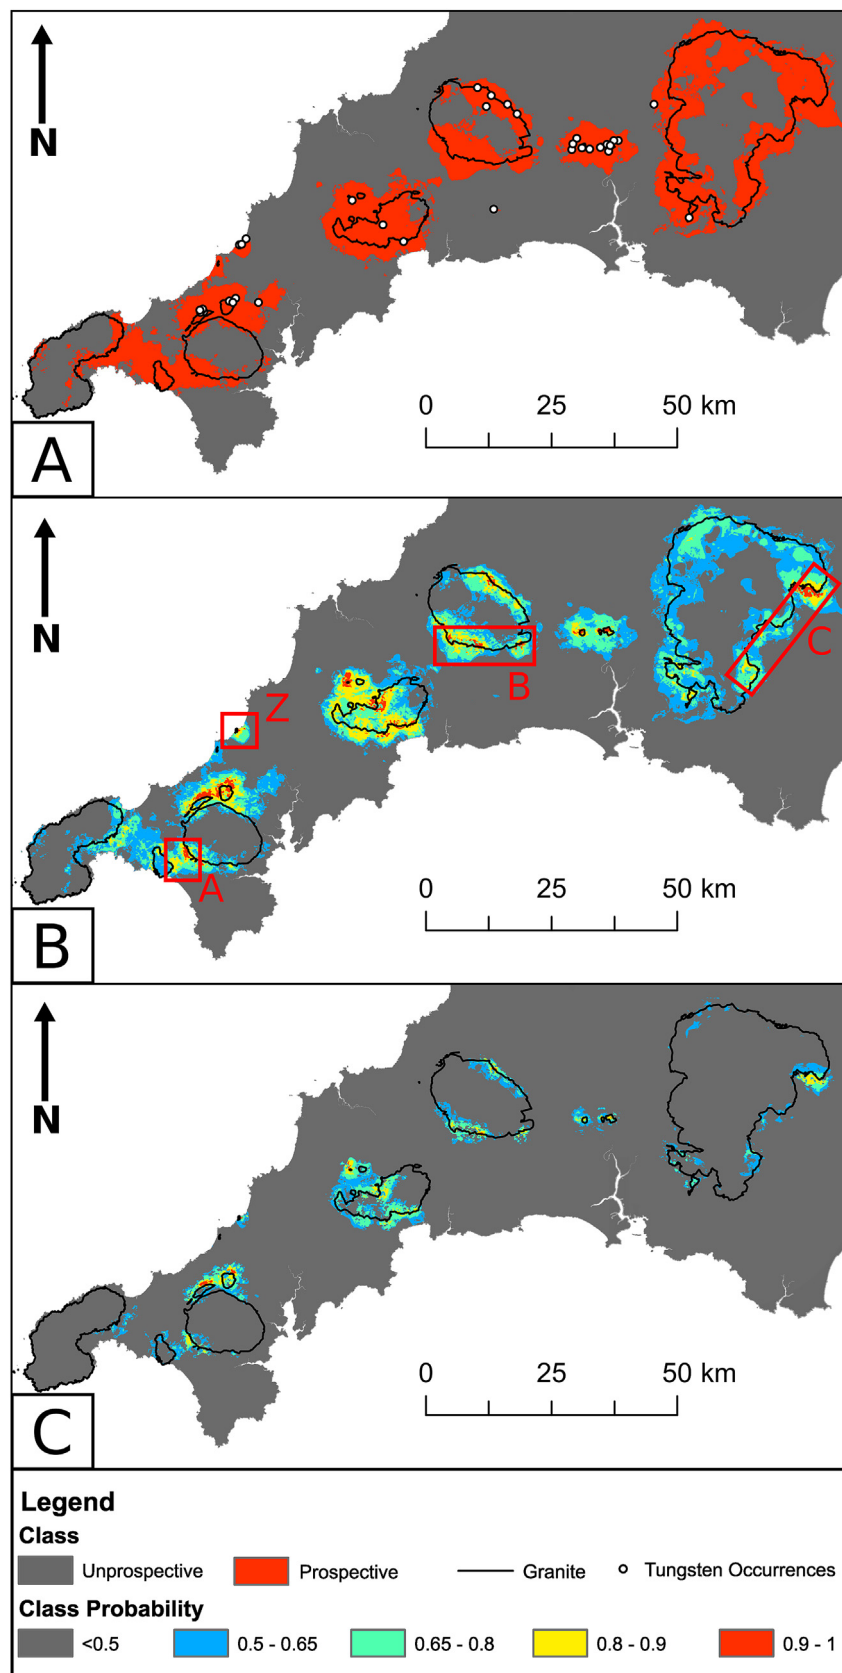 N
0 25 50 km
A
N
Z
B
C
A
0 25 50 km
B
N
0 25 50 km
C
Legend
Class
Unprospective Prospective Granite Tungsten Occurrences
Class Probability
<0.5 0.5 - 0.65 0.65 - 0.8 0.8 - 0.9 0.9 - 1